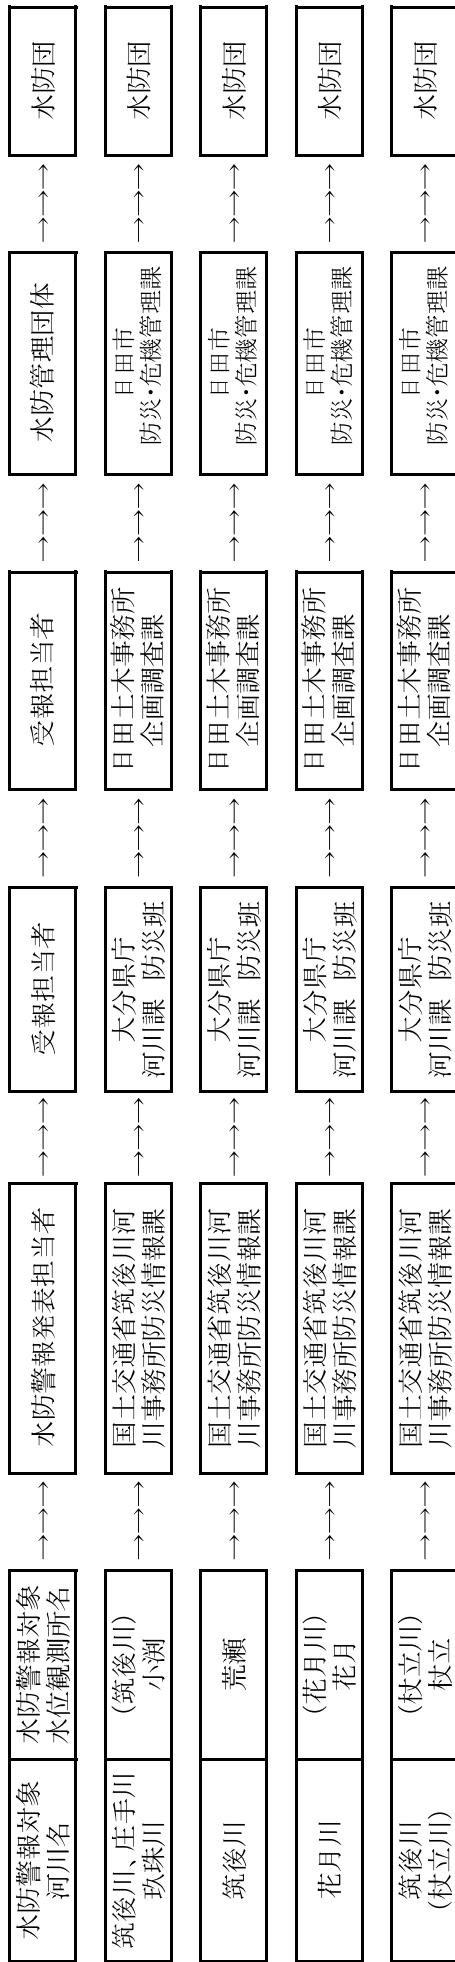 水防警報対象
河川名
水防警報対象
水位観測所名
→→→
水防警報発表担当者
→→→
受報担当者
→→→
受報担当者
→→→
水防管理団体
→→→
水防団
筑後川、庄手川
玖珠川
(筑後川)
小渕
→→→
国土交通省筑後川河
川事務所防災情報課
→→→
大分県庁
河川課 防災班
→→→
日田土木事務所
企画調査課
→→→
日田市
防災・危機管理課
→→→
水防団
筑後川
荒瀬
→→→
国土交通省筑後川河
川事務所防災情報課
→→→
大分県庁
河川課 防災班
→→→
日田土木事務所
企画調査課
→→→
日田市
防災・危機管理課
→→→
水防団
花月川
(花月川)
花月
→→→
国土交通省筑後川河
川事務所防災情報課
→→→
大分県庁
河川課 防災班
→→→
日田土木事務所
企画調査課
→→→
日田市
防災・危機管理課
→→→
水防団
筑後川
(杖立川)
(杖立川)
杖立
→→→
国土交通省筑後川河
川事務所防災情報課
→→→
大分県庁
河川課 防災班
→→→
日田土木事務所
企画調査課
→→→
日田市
防災・危機管理課
→→→
水防団